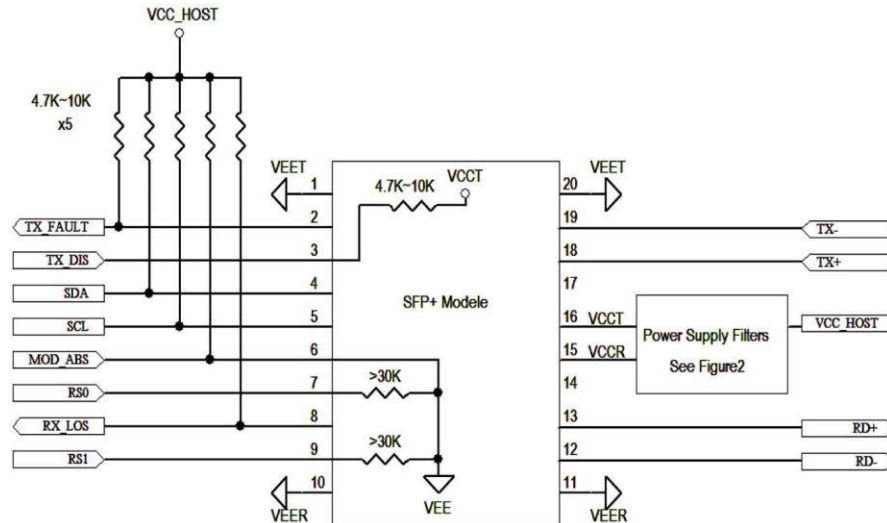 VCC_HOST
4.7K~10K
x5
VEET
1
4.7K~10K
VCCT
20
VEET
TX_FAULT
2
19
TX-
TX_DIS
3
18
TX+
SDA
4
17
SFP+ Modele
SCL
5
16
VCCT
Power Supply Filters
See Figure2
VCC_HOST
MOD_ABS
6
15
VCCR
RS0
7
>30K
14
RX_LOS
8
13
RD+
RS1
9
>30K
12
RD-
VEER
10
VEE
11
VEER